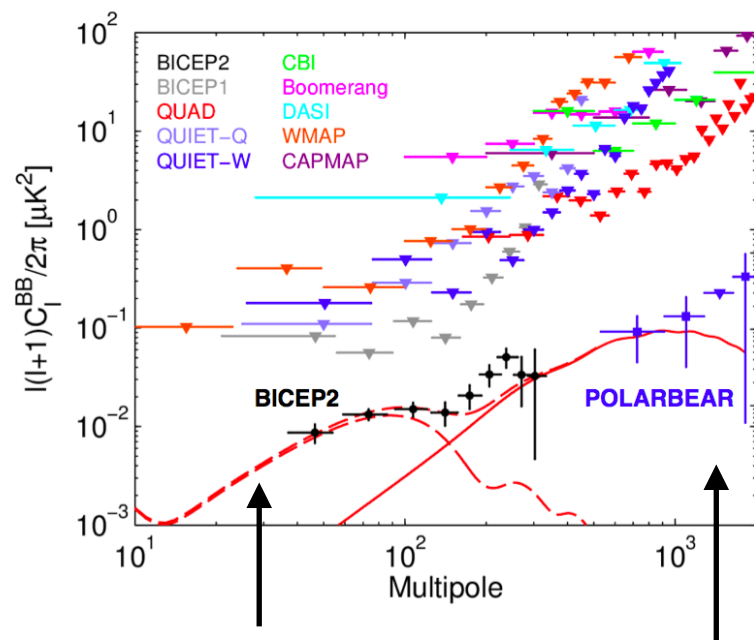 10^2
10^1
10^0
10^-1
10^-2
10^-3
l(l+1)C_l^BB/2π [μK^2]
BICEP2
BICEP1
QUAD
QUIET-Q
QUIET-W
CBI
Boomerang
DASI
WMAP
CAPMAP
BICEP2
POLARBEAR
10^1
10^2
10^3
Multipole